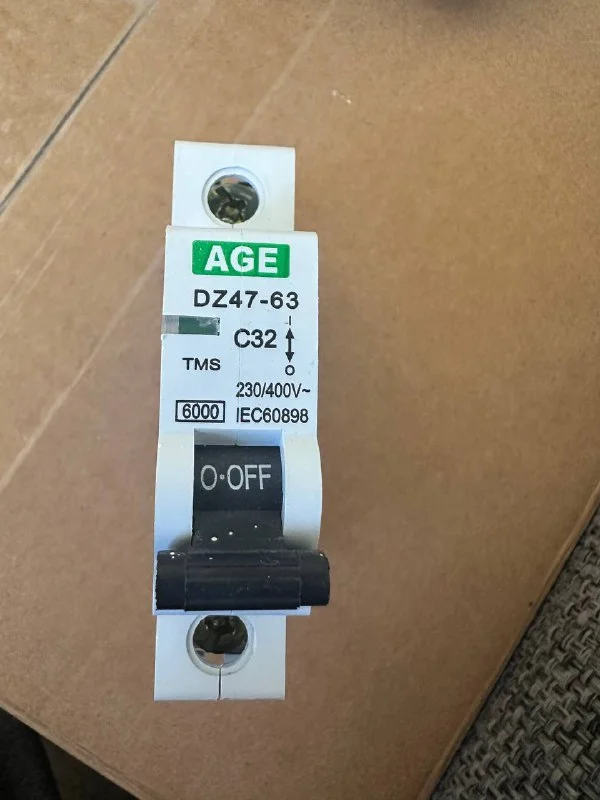 AGE
DZ47-63
C32
I
O
TMS
230/400V~
6000
IEC60898
O·OFF